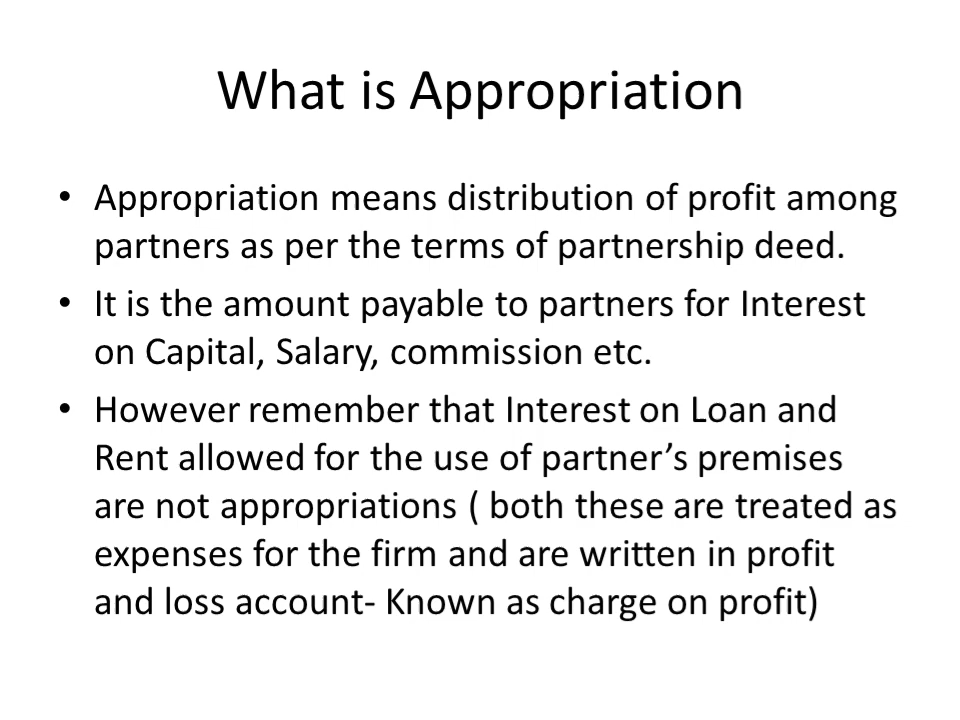 What is Appropriation
• Appropriation means distribution of profit among
partners as per the terms of partnership deed.
• It is the amount payable to partners for Interest
on Capital, Salary, commission etc.
• However remember that Interest on Loan and
Rent allowed for the use of partner’s premises
are not appropriations ( both these are treated as
expenses for the firm and are written in profit
and loss account- Known as charge on profit)